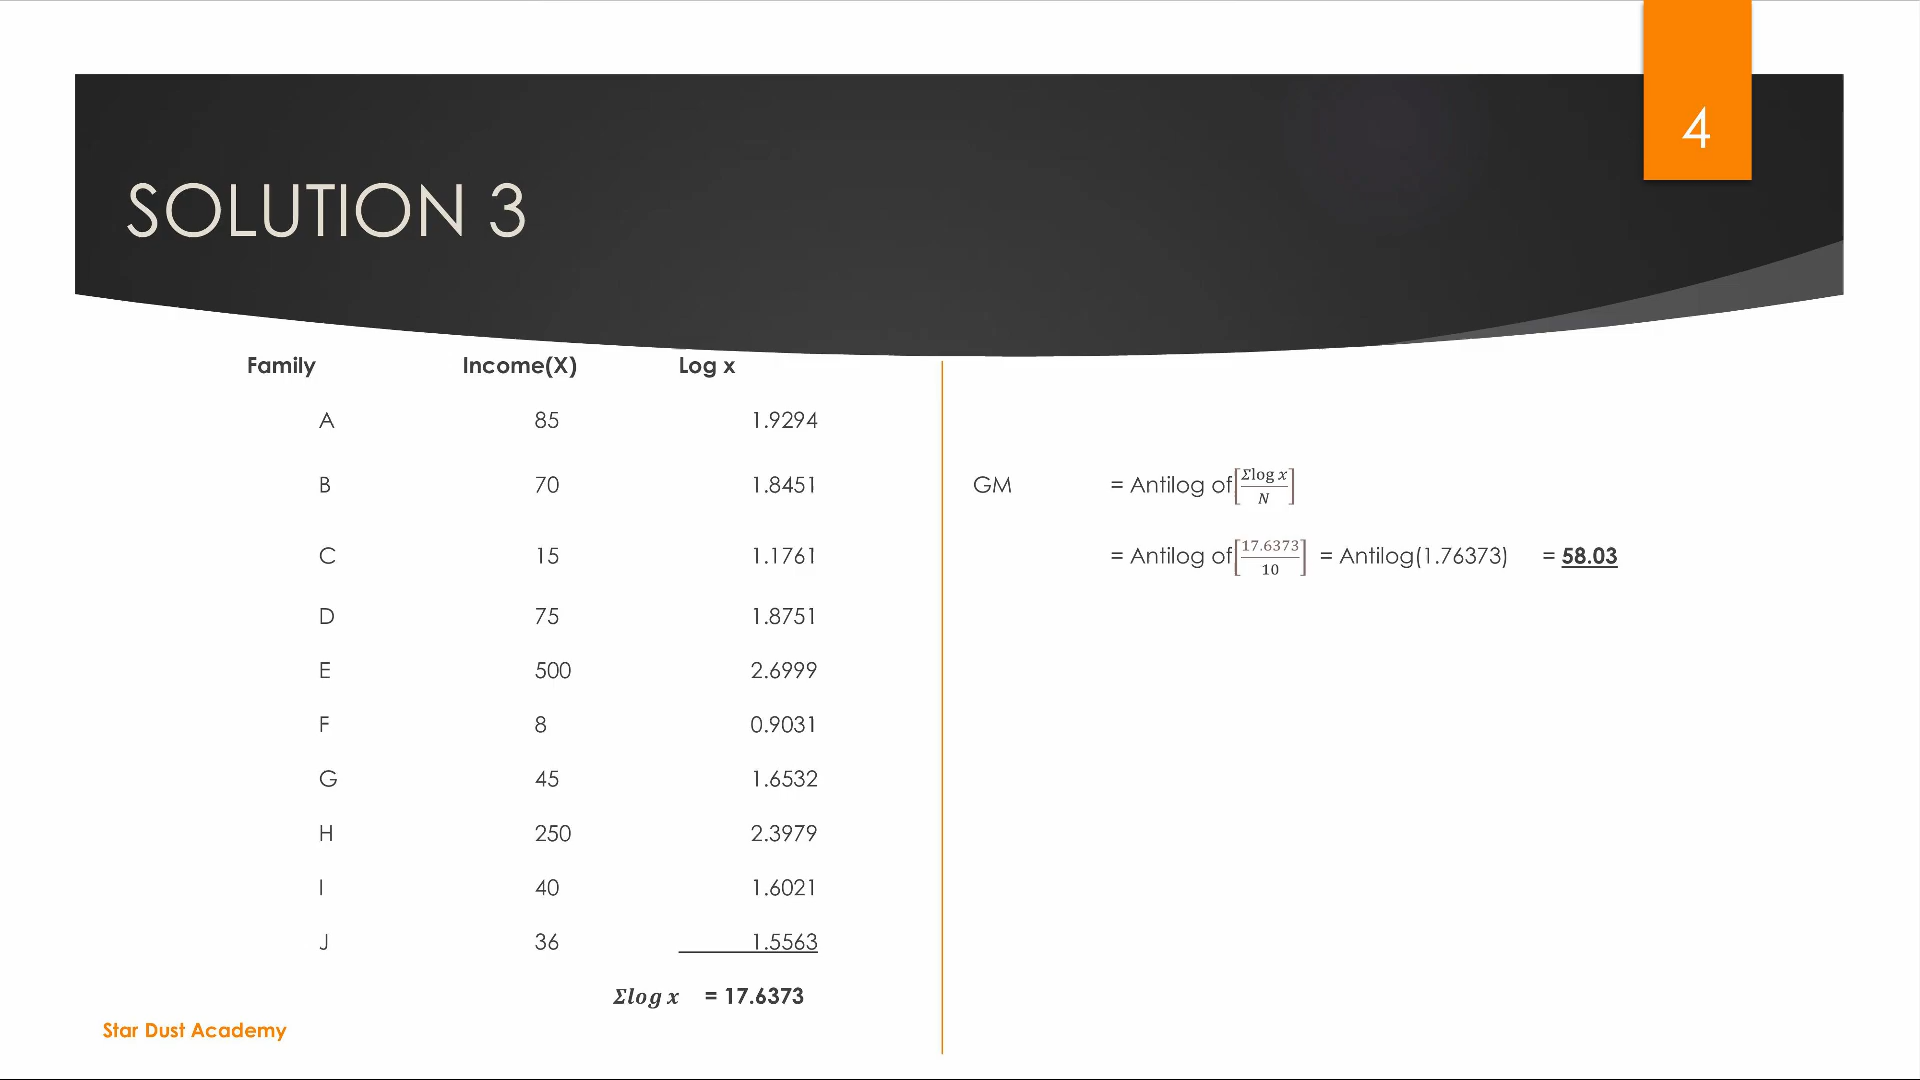 4
SOLUTION 3
Family Income(X) Log x
A 85 1.9294
B 70 1.8451
C 15 1.1761
D 75 1.8751
E 500 2.6999
F 8 0.9031
G 45 1.6532
H 250 2.3979
I 40 1.6021
J 36 1.5563
Σlog x = 17.6373
GM = Antilog of[Σlog x/N]
= Antilog of[17.6373/10] = Antilog(1.76373) = 58.03
Star Dust Academy